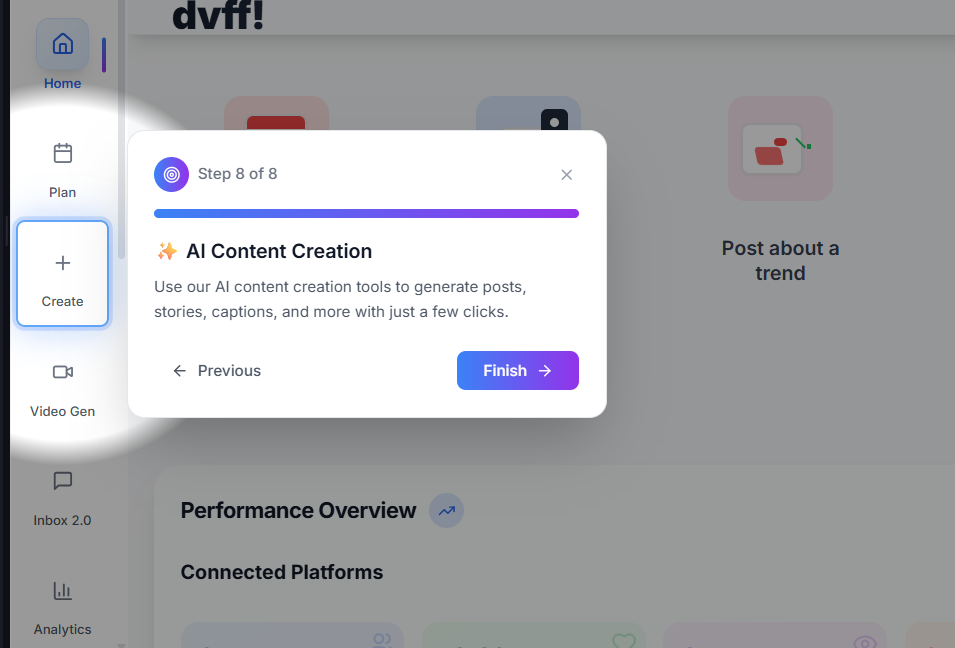 dvff!
Home
Plan
Create
Video Gen
Inbox 2.0
Analytics
Step 8 of 8
✨ AI Content Creation
Use our AI content creation tools to generate posts,
stories, captions, and more with just a few clicks.
Previous
Finish
Post about a
trend
Performance Overview
Connected Platforms